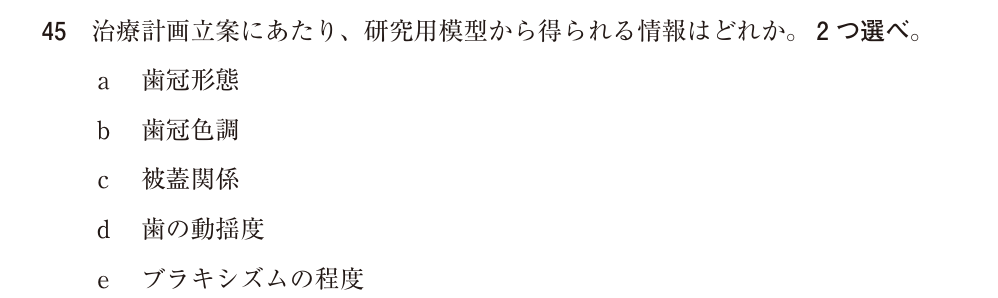 45 治療計画立案にあたり、研究用模型から得られる情報はどれか。2つ選べ。
a 歯冠形態
b 歯冠色調
c 被蓋関係
d 歯の動揺度
e ブラキシズムの程度